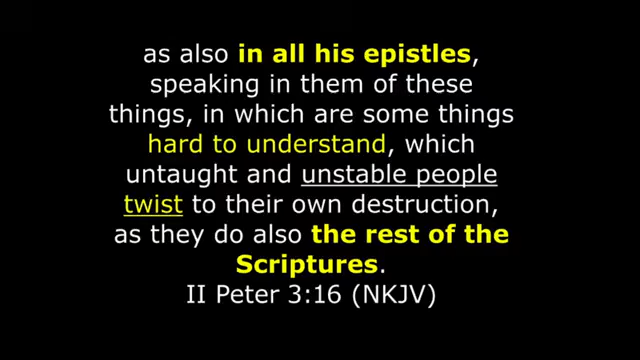 as also in all his epistles,
speaking in them of these
things, in which are some things
hard to understand, which
untaught and unstable people
twist to their own destruction,
as they do also the rest of the
Scriptures.
II Peter 3:16 (NKJV)